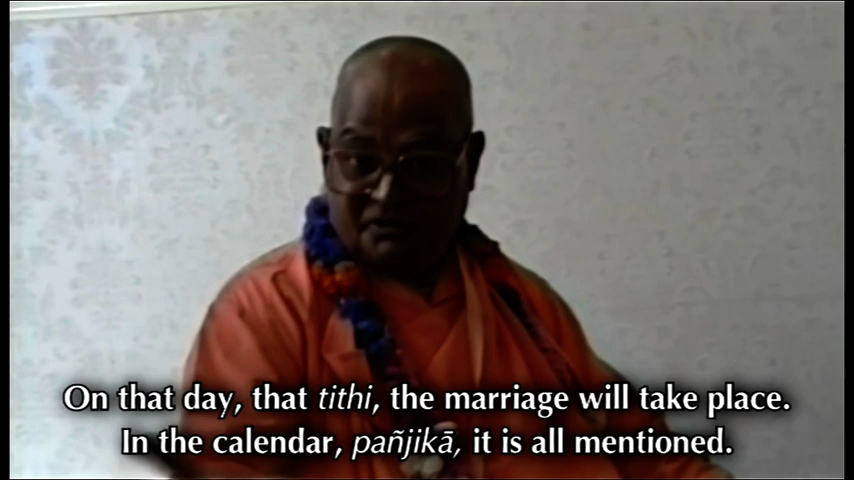 On that day, that tithi, the marriage will take place.
In the calendar, pañjikā, it is all mentioned.